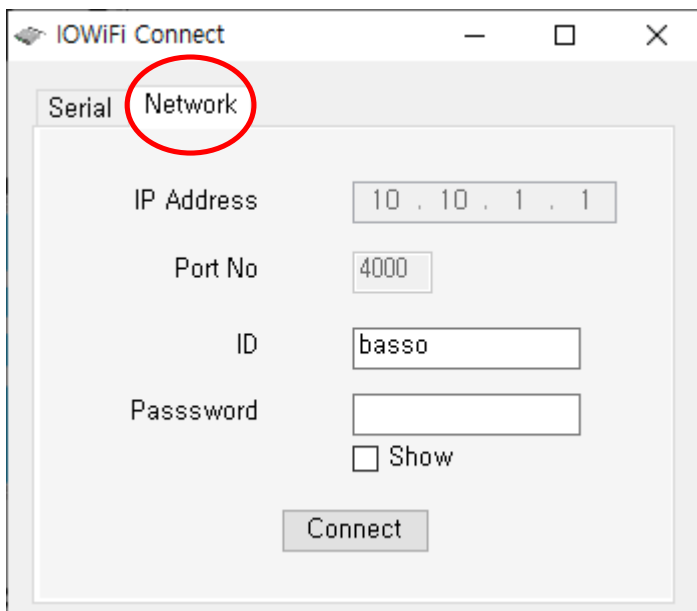 IOWiFi Connect
Serial Network
IP Address 10 . 10 . 1 . 1
Port No 4000
ID basso
Passsword
Show
Connect